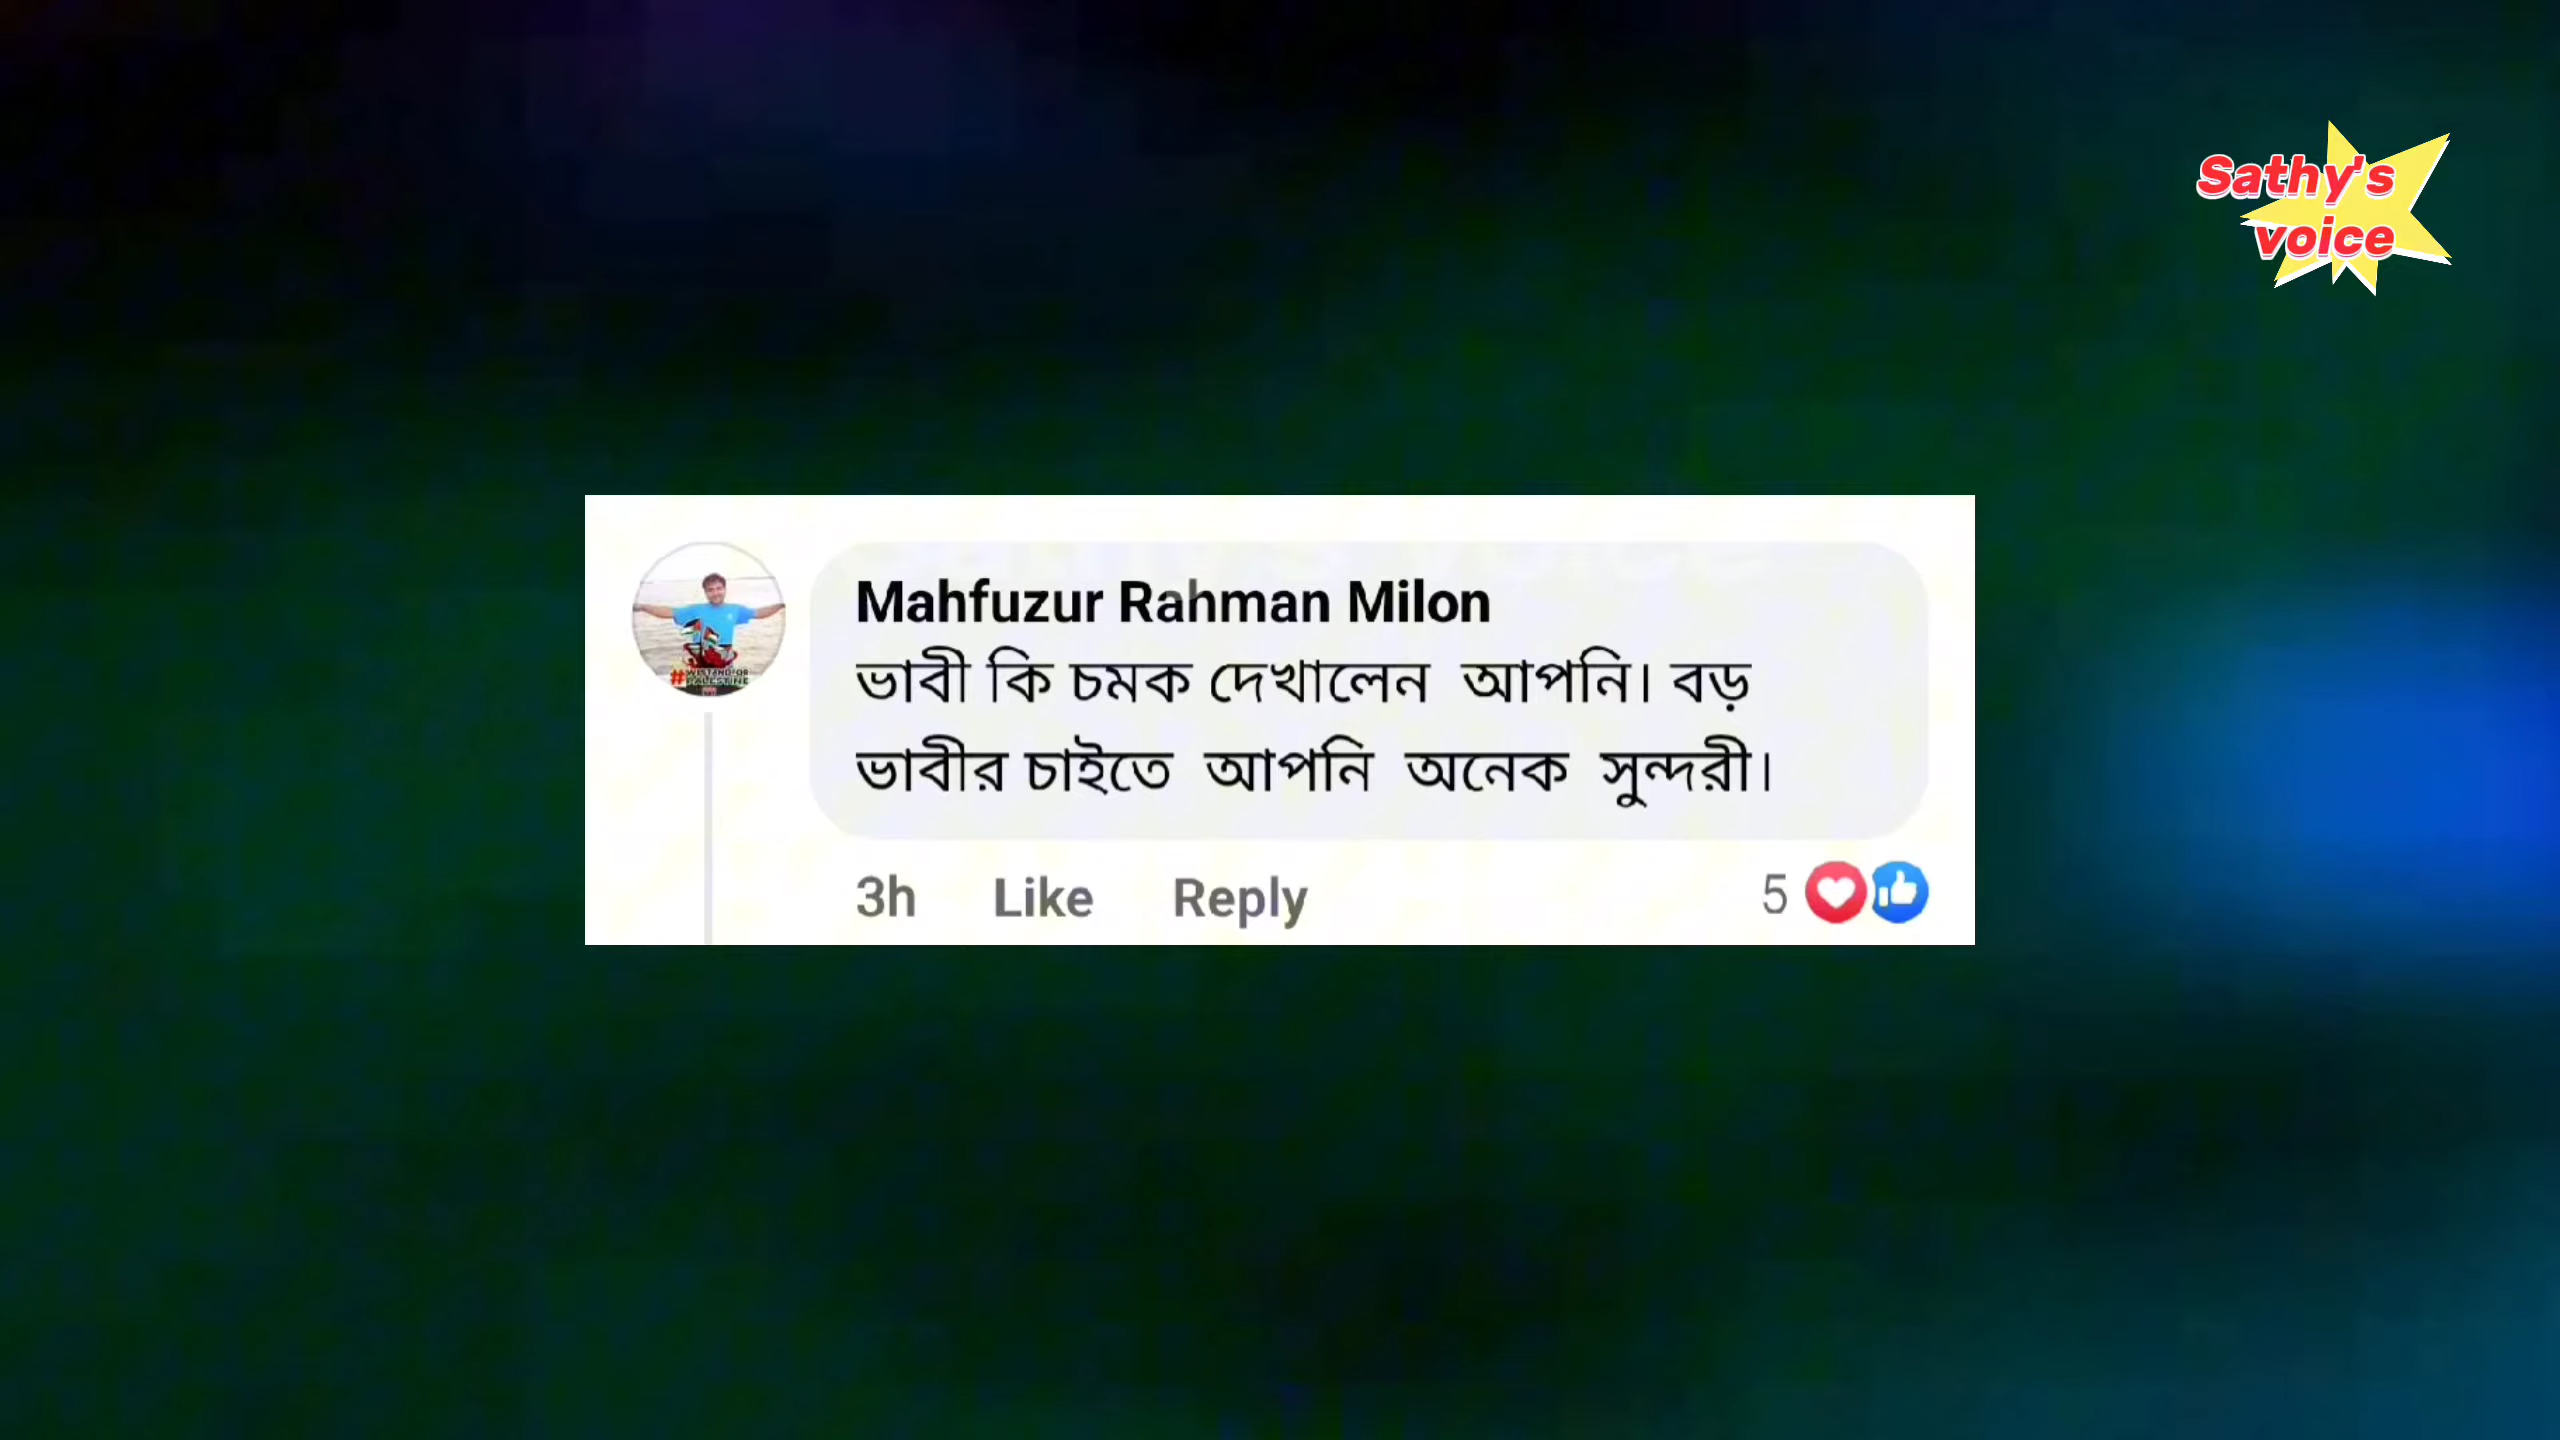 Sathy's
voice
Mahfuzur Rahman Milon
ভাবী কি চমক দেখালেন আপনি। বড়
ভাবীর চাইতে আপনি অনেক সুন্দরী।
3h Like Reply 5